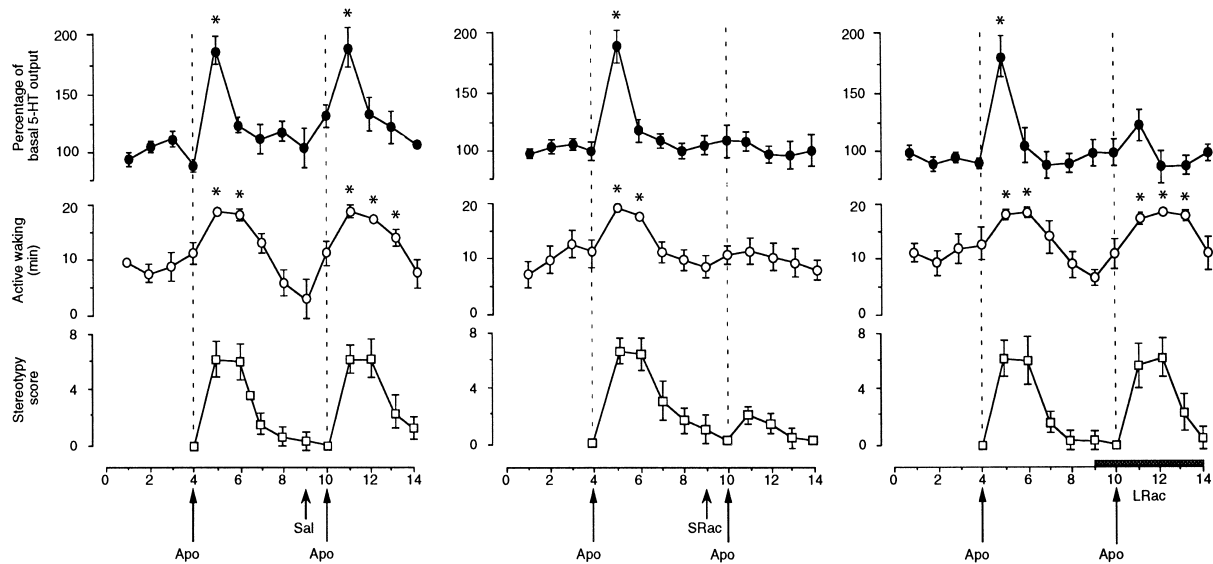 Percentage of
basal 5-HT output
200
150
100
*
*
200
150
100
*
200
150
100
*
Active waking
(min)
20
10
0
* *
* * *
20
10
0
* *
20
10
0
* *
* * *
Stereotypy
score
8
4
0
8
4
0
8
4
0
0 2 4 6 8 10 12 14
0 2 4 6 8 10 12 14
0 2 4 6 8 10 12 14
Sal
SRac
LRac
Apo Apo
Apo Apo
Apo Apo